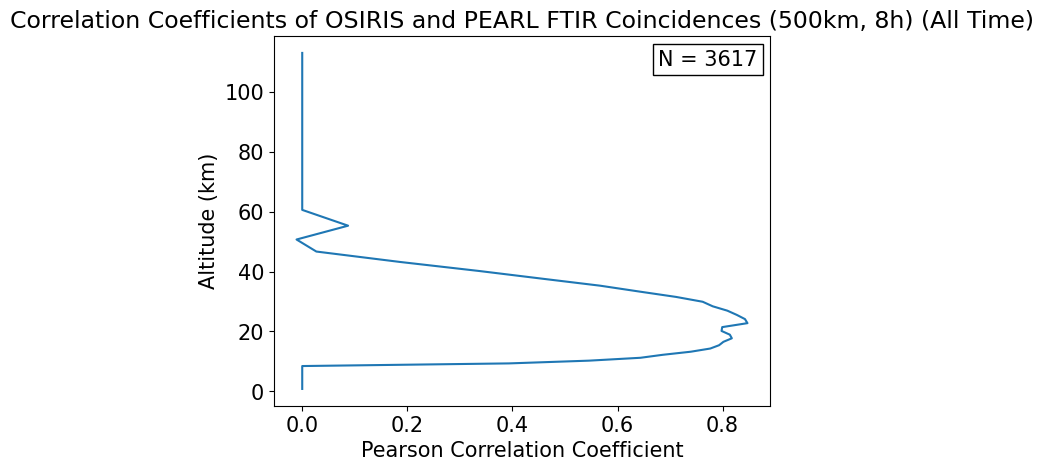 Correlation Coefficients of OSIRIS and PEARL FTIR Coincidences (500km, 8h) (All Time)
N = 3617
Altitude (km)
100
80
60
40
20
0
0.0 0.2 0.4 0.6 0.8
Pearson Correlation Coefficient